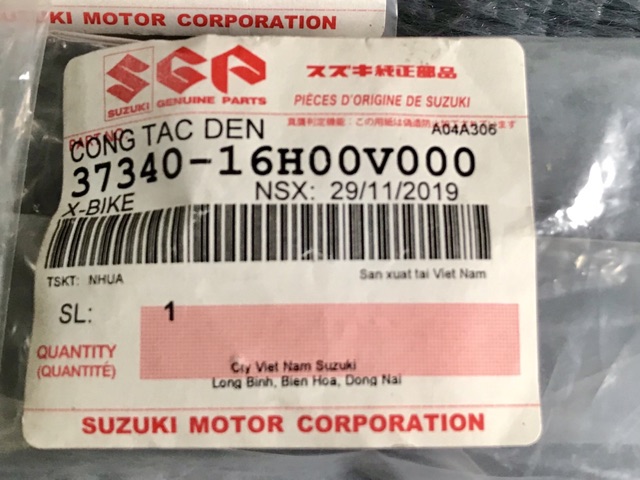 SUZUKI MOTOR CORPORATION
SGP
スズキ純正部品
SUZUKI GENUINE PARTS
PIÈCES D'ORIGINE DE SUZUKI
PART NO.
CONG TAC DEN
A04A306
37340-16H00V000
NSX: 29/11/2019
X-BIKE
TSKT: NHUA
San xuat tai Viet Nam
SL: 1
QUANTITY
(QUANTITÉ)
Cty Viet Nam Suzuki
Long Binh, Bien Hoa, Dong Nai
SUZUKI MOTOR CORPORATION